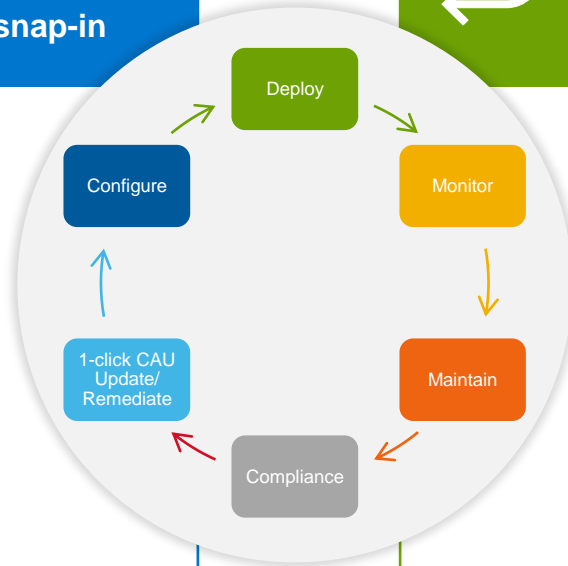 snap-in
Deploy
Configure
Monitor
1-click CAU
Update/
Remediate
Maintain
Compliance